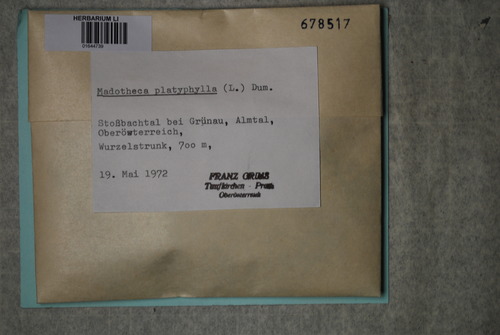 HERBARIUM LI
01644739
678517
Madotheca platyphylla (L.) Dum.
Stoßbachtal bei Grünau, Almtal,
Oberösterreich,
Wurzelstrunk, 7oo m,
19. Mai 1972
FRANZ GRIMS
Taufkirchen - Pram
Oberösterreich